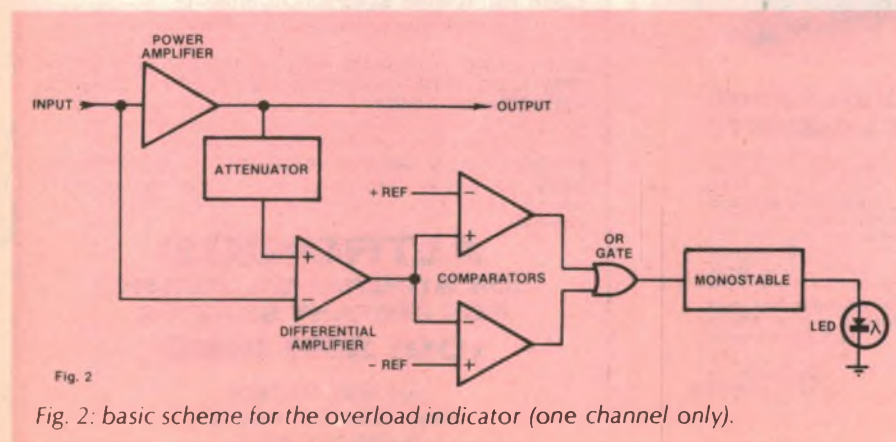 POWER
AMPLIFIER
INPUT
OUTPUT
ATTENUATOR
+ REF
−
+
OR
GATE
+
−
COMPARATORS
MONOSTABLE
DIFFERENTIAL
AMPLIFIER
−
+
− REF
LED
λ
Fig. 2
Fig. 2: basic scheme for the overload indicator (one channel only).